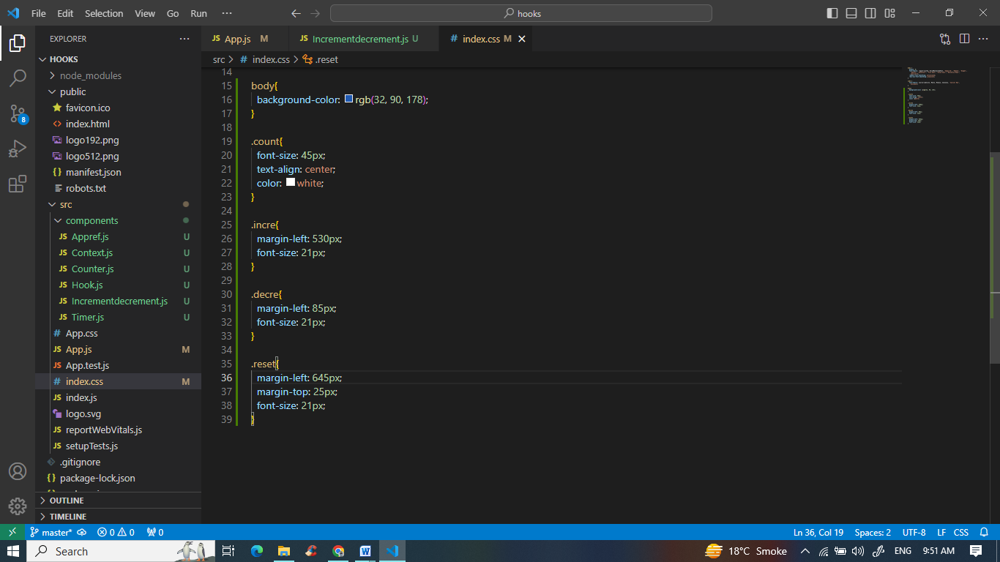 File Edit Selection View Go Run ··· hooks
EXPLORER ···
HOOKS
node_modules
public
favicon.ico
index.html
logo192.png
logo512.png
manifest.json
robots.txt
src
components
Appref.js U
Context.js U
Counter.js U
Hook.js U
Incrementdecrement.js U
Timer.js U
App.css
App.js M
App.test.js
index.css M
index.js
logo.svg
reportWebVitals.js
setupTests.js
.gitignore
package-lock.json
OUTLINE
TIMELINE
8
App.js M Incrementdecrement.js U index.css M
src > index.css > .reset
14
15 body{
16 background-color: rgb(32, 90, 178);
17 }
18
19 .count{
20 font-size: 45px;
21 text-align: center;
22 color: white;
23 }
24
25 .incre{
26 margin-left: 530px;
27 font-size: 21px;
28 }
29
30 .decre{
31 margin-left: 85px;
32 font-size: 21px;
33 }
34
35 .reset{
36 margin-left: 645px;
37 margin-top: 25px;
38 font-size: 21px;
39 }
master* 0 0 0 Ln 36, Col 19 Spaces: 2 UTF-8 LF CSS
Search 18°C Smoke ENG 9:51 AM